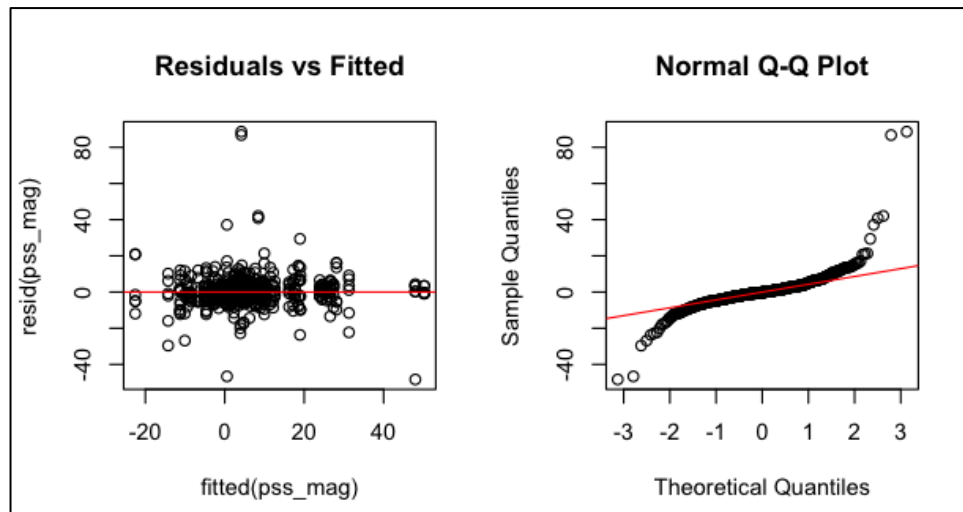 Residuals vs Fitted
resid(pss_mag)
80
40
0
-40
-20 0 20 40
fitted(pss_mag)
Normal Q-Q Plot
Sample Quantiles
80
40
0
-40
-3 -2 -1 0 1 2 3
Theoretical Quantiles